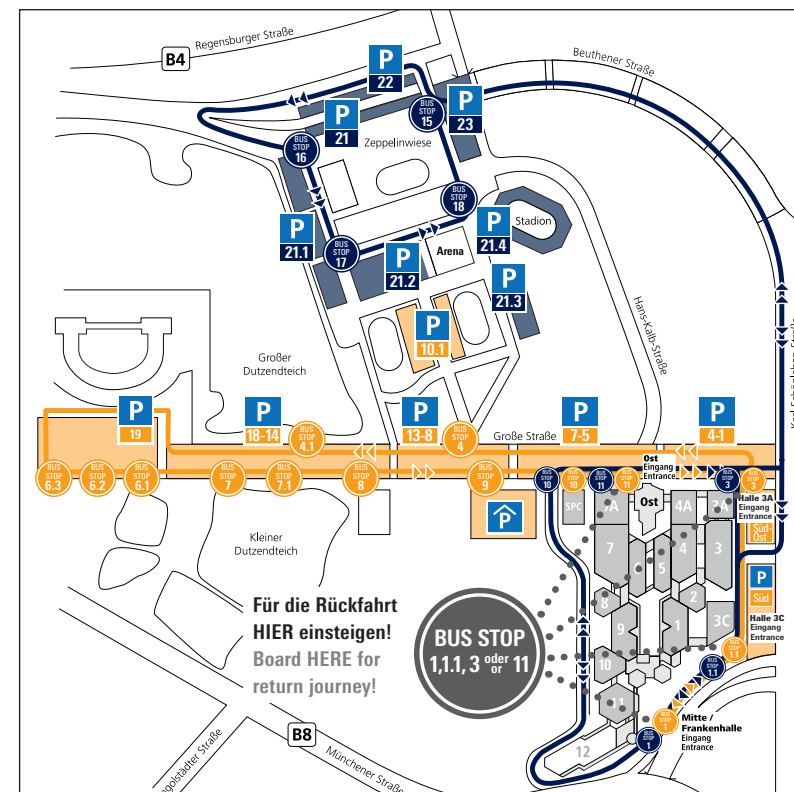 Regensburger Straße
B4
Beuthener Straße
P
22
P
21
P
23
BUS
STOP
15
BUS
STOP
16
Zeppelinwiese
BUS
STOP
18
P
21.1
BUS
STOP
17
P
21.2
Arena
P
21.4
Stadion
P
21.3
Hans-Kalb-Straße
P
10.1
Großer
Dutzendteich
P
19
P
18-14
P
13-8
P
7-5
P
4-1
BUS
STOP
4.1
BUS
STOP
4
Große Straße
Ost
Eingang
Entrance
BUS
STOP
6.3
BUS
STOP
6.2
BUS
STOP
6.1
BUS
STOP
7
BUS
STOP
7.1
BUS
STOP
8
BUS
STOP
9
BUS
STOP
10
BUS
STOP
BUS
STOP
11
BUS
STOP
11
BUS
STOP
3
BUS
STOP
3
P
SPC
7A
Ost
4A
3A
Halle 3A
Eingang
Entrance
Süd-
Ost
Kleiner
Dutzendteich
7
6
5
4
3
P
Süd
8
2
9
1
3C
Halle 3C
Eingang
Entrance
10
BUS
STOP
1.1
BUS
STOP
1.1
11
BUS
STOP
1
BUS
STOP
1
Mitte /
Frankenhalle
Eingang
Entrance
12
Für die Rückfahrt
HIER einsteigen!
Board HERE for
return journey!
BUS STOP
1,1.1, 3 oder or 11
B8
Münchener Straße